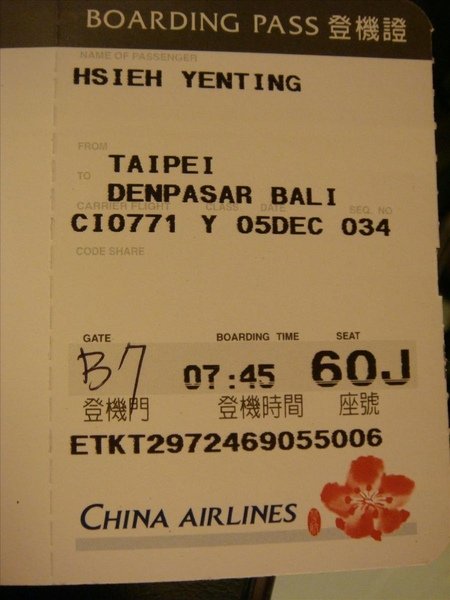 BOARDING PASS 登機證
NAME OF PASSENGER
HSIEH YENTING
FROM
TAIPEI
TO
DENPASAR BALI
CARRIER FLIGHT CLASS DATE SEQ. NO
CI0771 Y 05DEC 034
CODE SHARE
GATE BOARDING TIME SEAT
B7 07:45 60J
登機門 登機時間 座號
ETKT2972469055006
CHINA AIRLINES